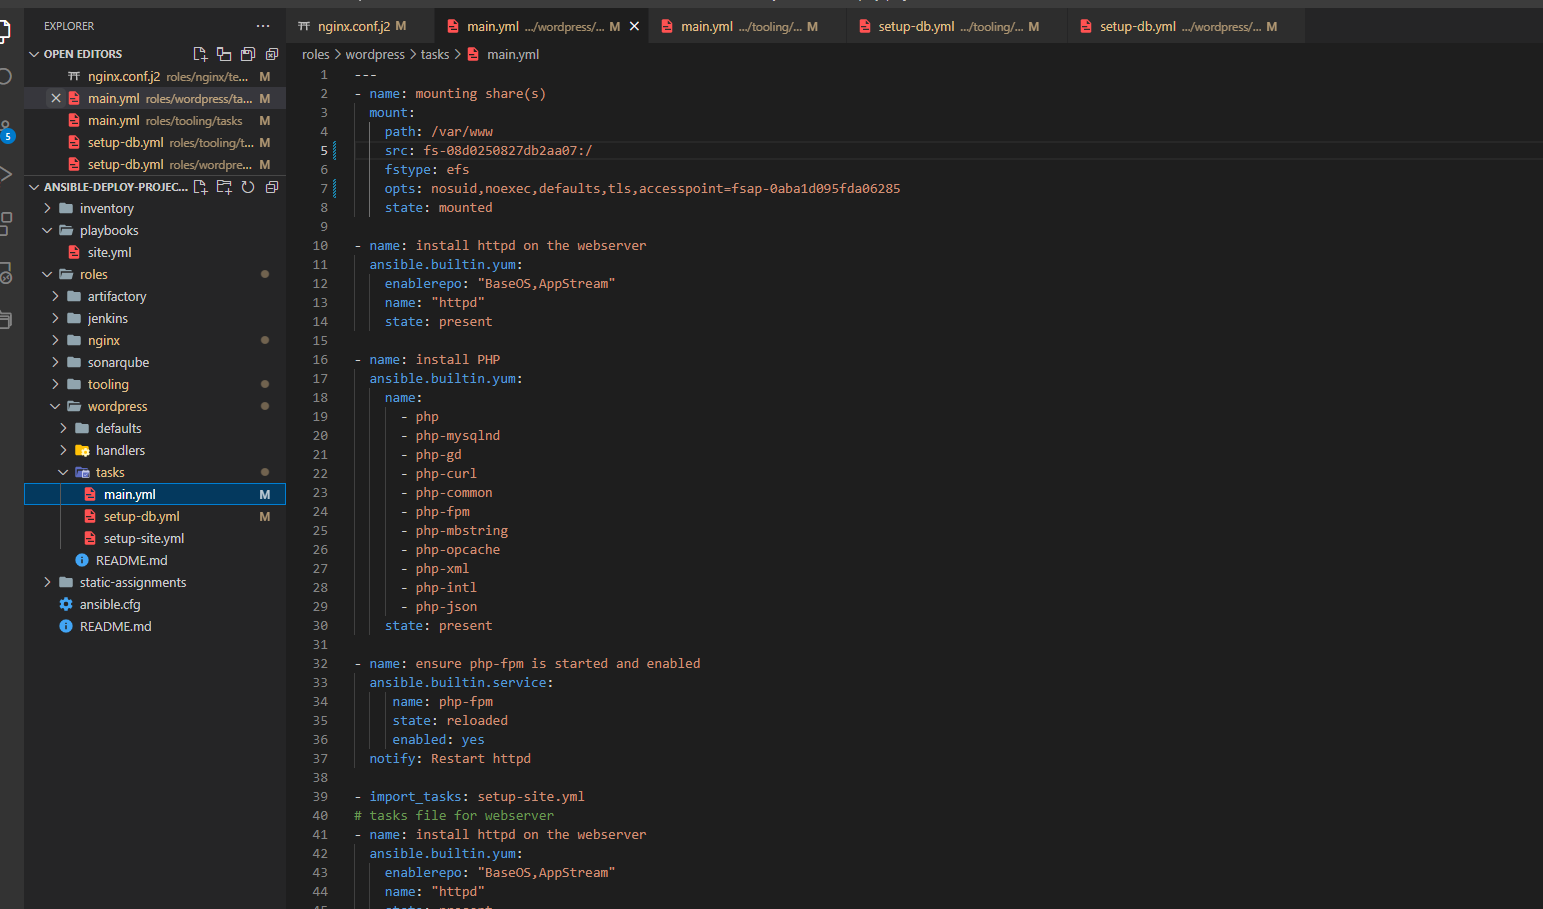 EXPLORER
OPEN EDITORS
nginx.conf.j2 roles/nginx/te... M
main.yml roles/wordpress/ta... M
main.yml roles/tooling/tasks M
setup-db.yml roles/tooling/t... M
setup-db.yml roles/wordpre... M
5
ANSIBLE-DEPLOY-PROJEC...
inventory
playbooks
site.yml
roles
artifactory
jenkins
nginx
sonarqube
tooling
wordpress
defaults
handlers
tasks
main.yml M
setup-db.yml M
setup-site.yml
README.md
static-assignments
ansible.cfg
README.md
nginx.conf.j2 M
main.yml .../wordpress/... M
main.yml .../tooling/... M
setup-db.yml .../tooling/... M
setup-db.yml .../wordpress/... M
roles > wordpress > tasks > main.yml
1 ---
2 - name: mounting share(s)
3 mount:
4 path: /var/www
5 src: fs-08d0250827db2aa07:/
6 fstype: efs
7 opts: nosuid,noexec,defaults,tls,accesspoint=fsap-0aba1d095fda06285
8 state: mounted
9
10 - name: install httpd on the webserver
11 ansible.builtin.yum:
12 enablerepo: "BaseOS,AppStream"
13 name: "httpd"
14 state: present
15
16 - name: install PHP
17 ansible.builtin.yum:
18 name:
19 - php
20 - php-mysqlnd
21 - php-gd
22 - php-curl
23 - php-common
24 - php-fpm
25 - php-mbstring
26 - php-opcache
27 - php-xml
28 - php-intl
29 - php-json
30 state: present
31
32 - name: ensure php-fpm is started and enabled
33 ansible.builtin.service:
34 name: php-fpm
35 state: reloaded
36 enabled: yes
37 notify: Restart httpd
38
39 - import_tasks: setup-site.yml
40 # tasks file for webserver
41 - name: install httpd on the webserver
42 ansible.builtin.yum:
43 enablerepo: "BaseOS,AppStream"
44 name: "httpd"